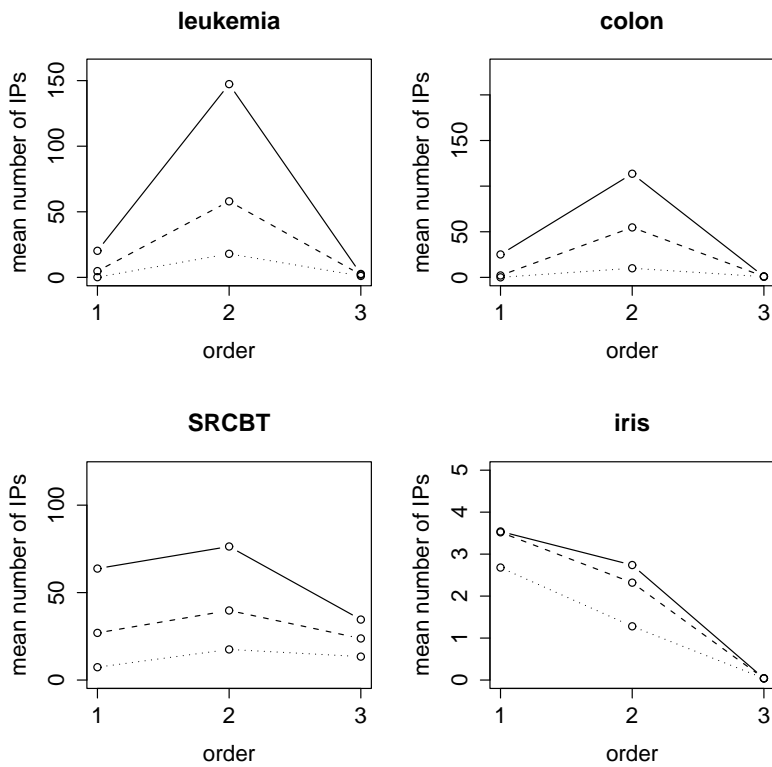 leukemia
mean number of IPs
0
50
100
150
1 2 3
order
colon
mean number of IPs
0
50
150
1 2 3
order
SRCBT
mean number of IPs
0
50
100
1 2 3
order
iris
mean number of IPs
0
1
2
3
4
5
1 2 3
order